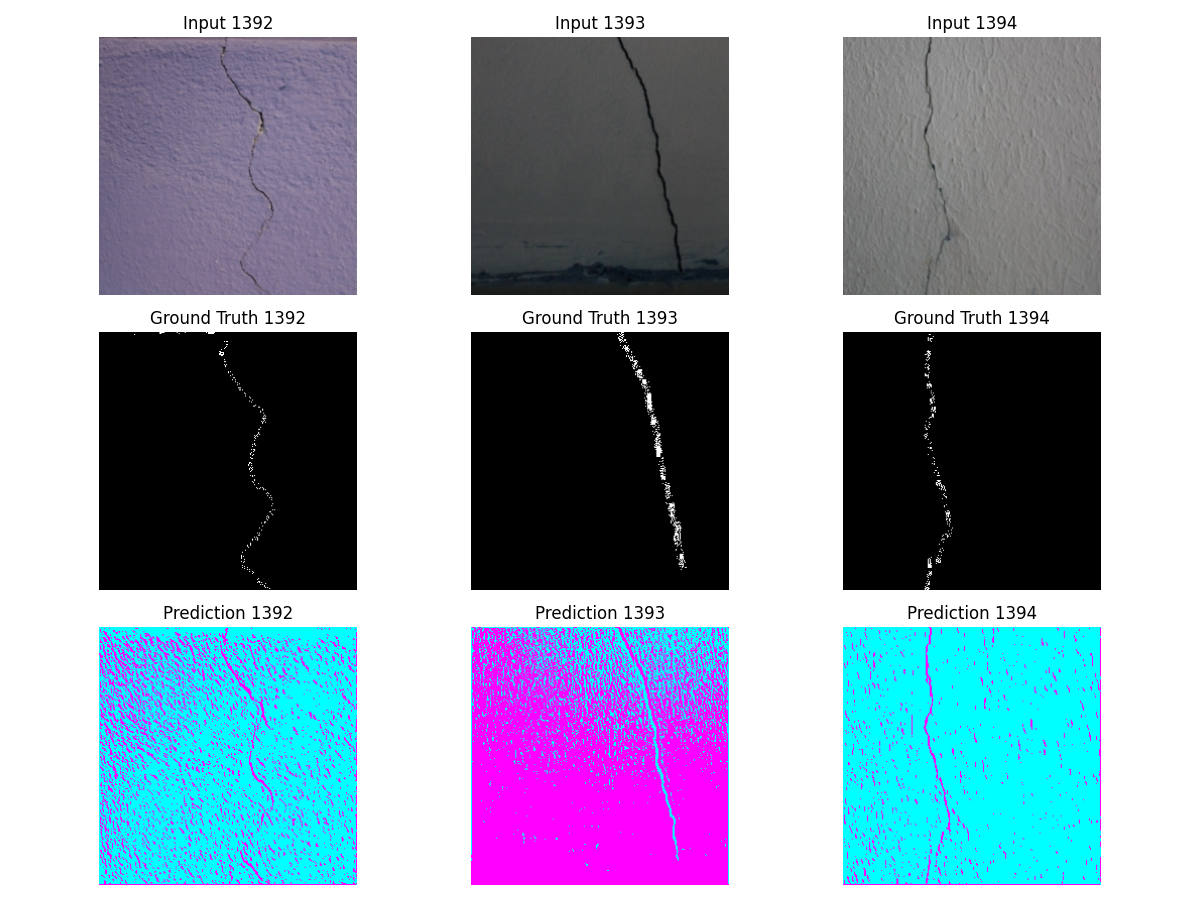 Input 1392
Input 1393
Input 1394
Ground Truth 1392
Ground Truth 1393
Ground Truth 1394
Prediction 1392
Prediction 1393
Prediction 1394